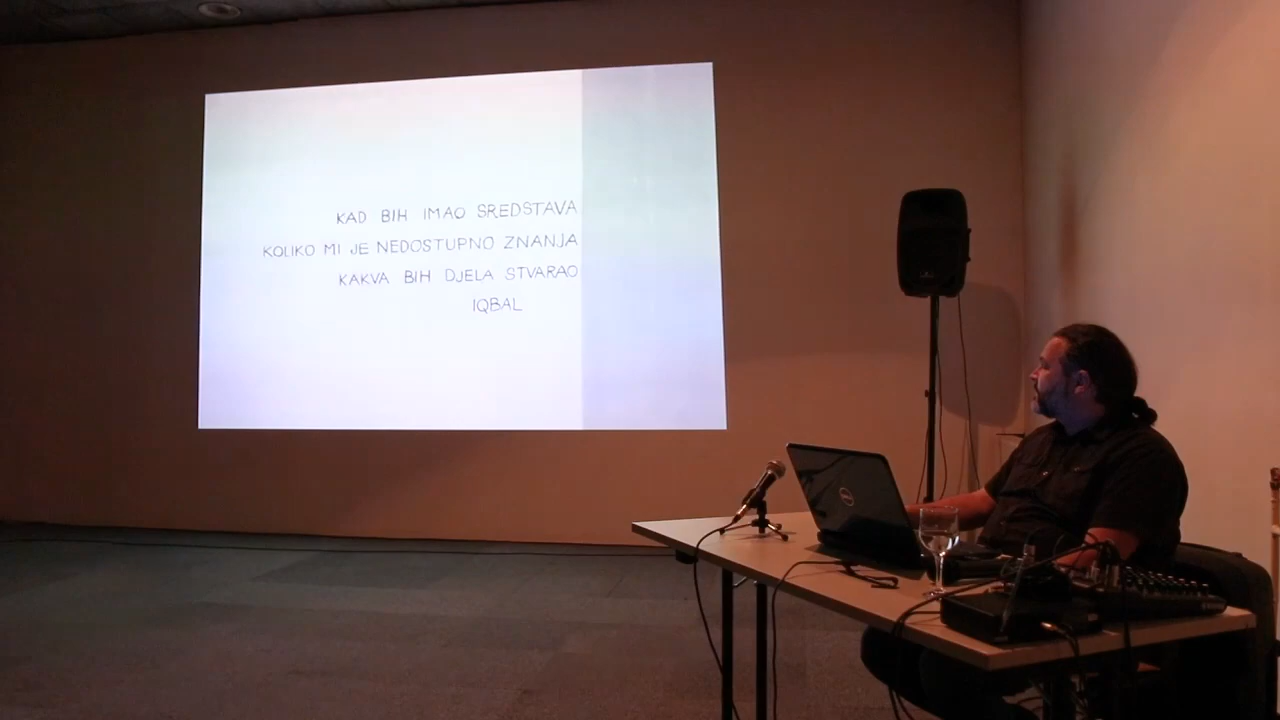 KAD BIH IMAO SREDSTAVA
KOLIKO MI JE NEDOSTUPNO ZNANJA
KAKVA BIH DJELA STVARAO
IQBAL